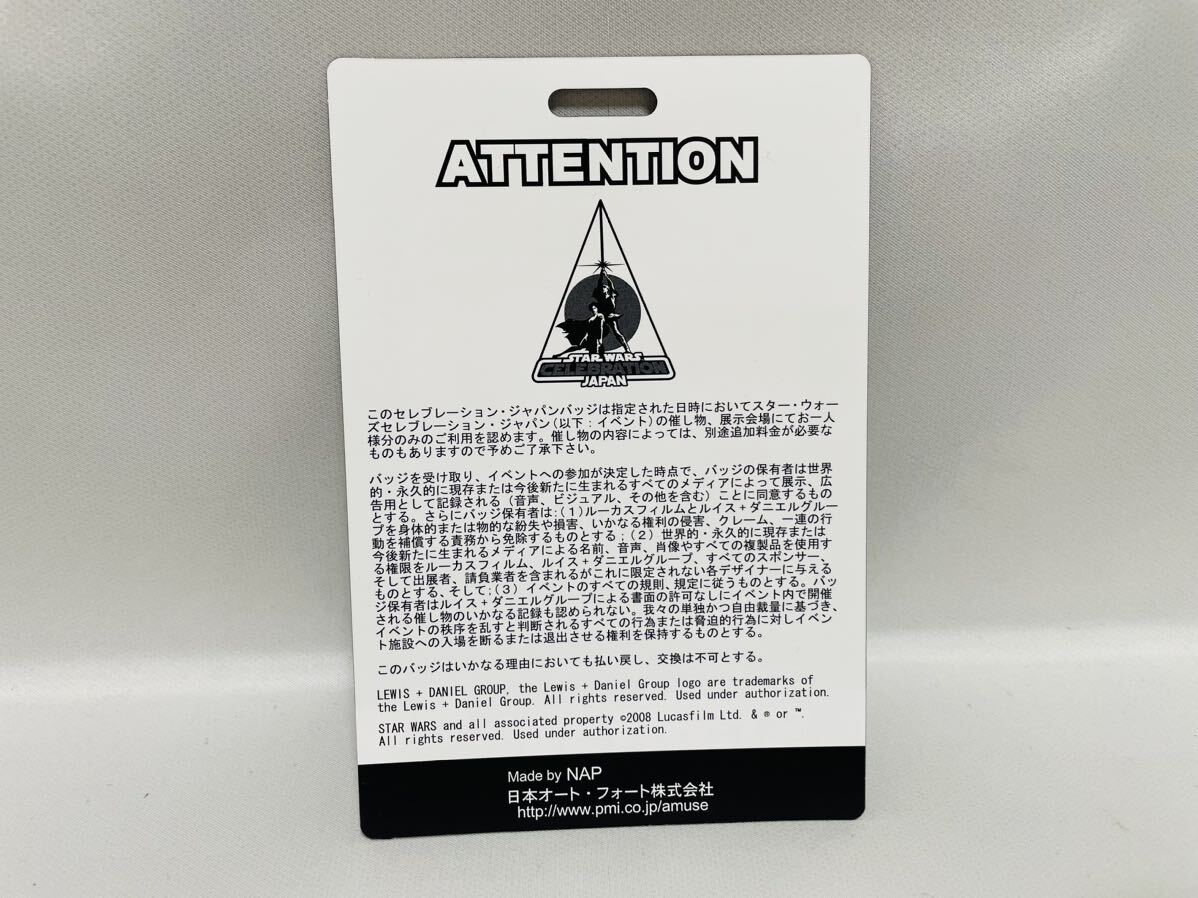 ATTENTION
STAR WARS
CELEBRATION
JAPAN
このセレブレーション・ジャパンバッジは指定された日時においてスター・ウォー
ズセレブレーション・ジャパン(以下：イベント)の催し物、展示会場にてお一人
様分のみのご利用を認めます。催し物の内容によっては、別途追加料金が必要な
ものもありますので予めご了承下さい。
バッジを受け取り、イベントへの参加が決定した時点で、バッジの保有者は世界
的・永久的に現存または今後新たに生まれるすべてのメディアによって展示、広
告用として記録される（音声、ビジュアル、その他を含む）ことに同意するもの
とする。さらにバッジ保有者は:(1)ルーカスフィルムとルイス+ダニエルグルー
プを身体的または物的な紛失や損害、いかなる権利の侵害、クレーム、一連の行
動を補償する責務から免除するものとする;(2) 世界的・永久的に現存または
今後新たに生まれるメディアによる名前、音声、肖像やすべての複製品を使用す
る権限をルーカスフィルム、ルイス+ダニエルグループ、すべてのスポンサー、
そして出展者、請負業者を含まれるがこれに限定されない各デザイナーに与える
ものとする、そして;(3) イベントのすべての規則、規定に従うものとする。バッ
ジ保有者はルイス+ダニエルグループによる書面の許可なしにイベント内で開催
される催し物のいかなる記録も認められない。我々の単独かつ自由裁量に基づき、
イベントの秩序を乱すと判断されるすべての行為または脅迫的行為に対しイベン
ト施設への入場を断るまたは退出させる権利を保持するものとする。
このバッジはいかなる理由においても払い戻し、交換は不可とする。
LEWIS + DANIEL GROUP, the Lewis + Daniel Group logo are trademarks of
the Lewis + Daniel Group. All rights reserved. Used under authorization.
STAR WARS and all associated property ©2008 Lucasfilm Ltd. & ® or ™.
All rights reserved. Used under authorization.
Made by NAP
日本オート・フォート株式会社
http://www.pmi.co.jp/amuse